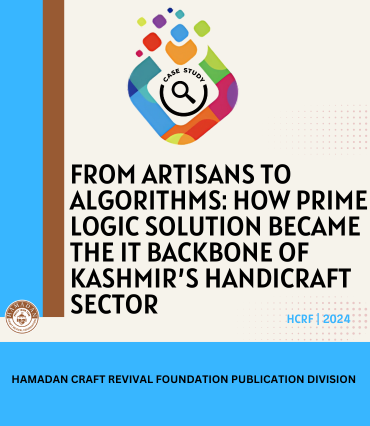 CASE STUDY
FROM ARTISANS TO
ALGORITHMS: HOW PRIME
LOGIC SOLUTION BECAME
THE IT BACKBONE OF
KASHMIR'S HANDICRAFT
SECTOR
HCRF | 2024
HAMADAN CRAFT REVIVAL FOUNDATION PUBLICATION DIVISION